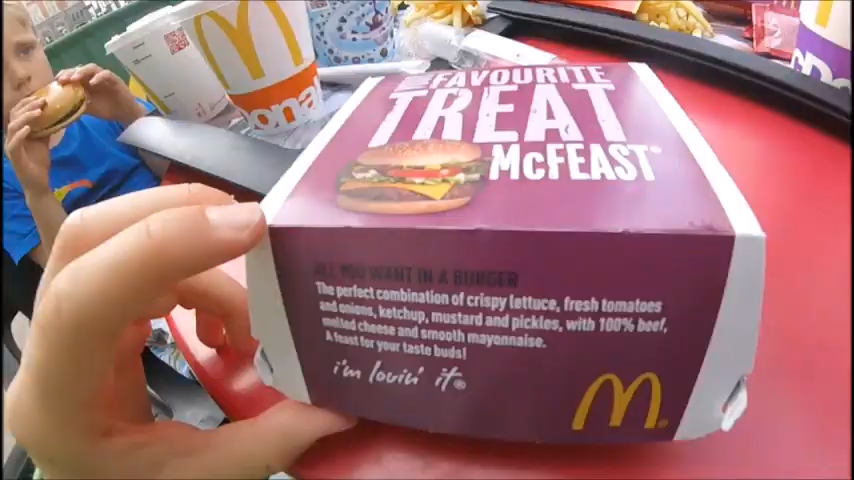 FAVOURITE
TREAT
McFEAST®
ALL YOU WANT IN A BURGER
The perfect combination of crispy lettuce, fresh tomatoes
and onions, ketchup, mustard and pickles, with 100% beef,
melted cheese and smooth mayonnaise.
A feast for your taste buds!
i'm lovin' it®